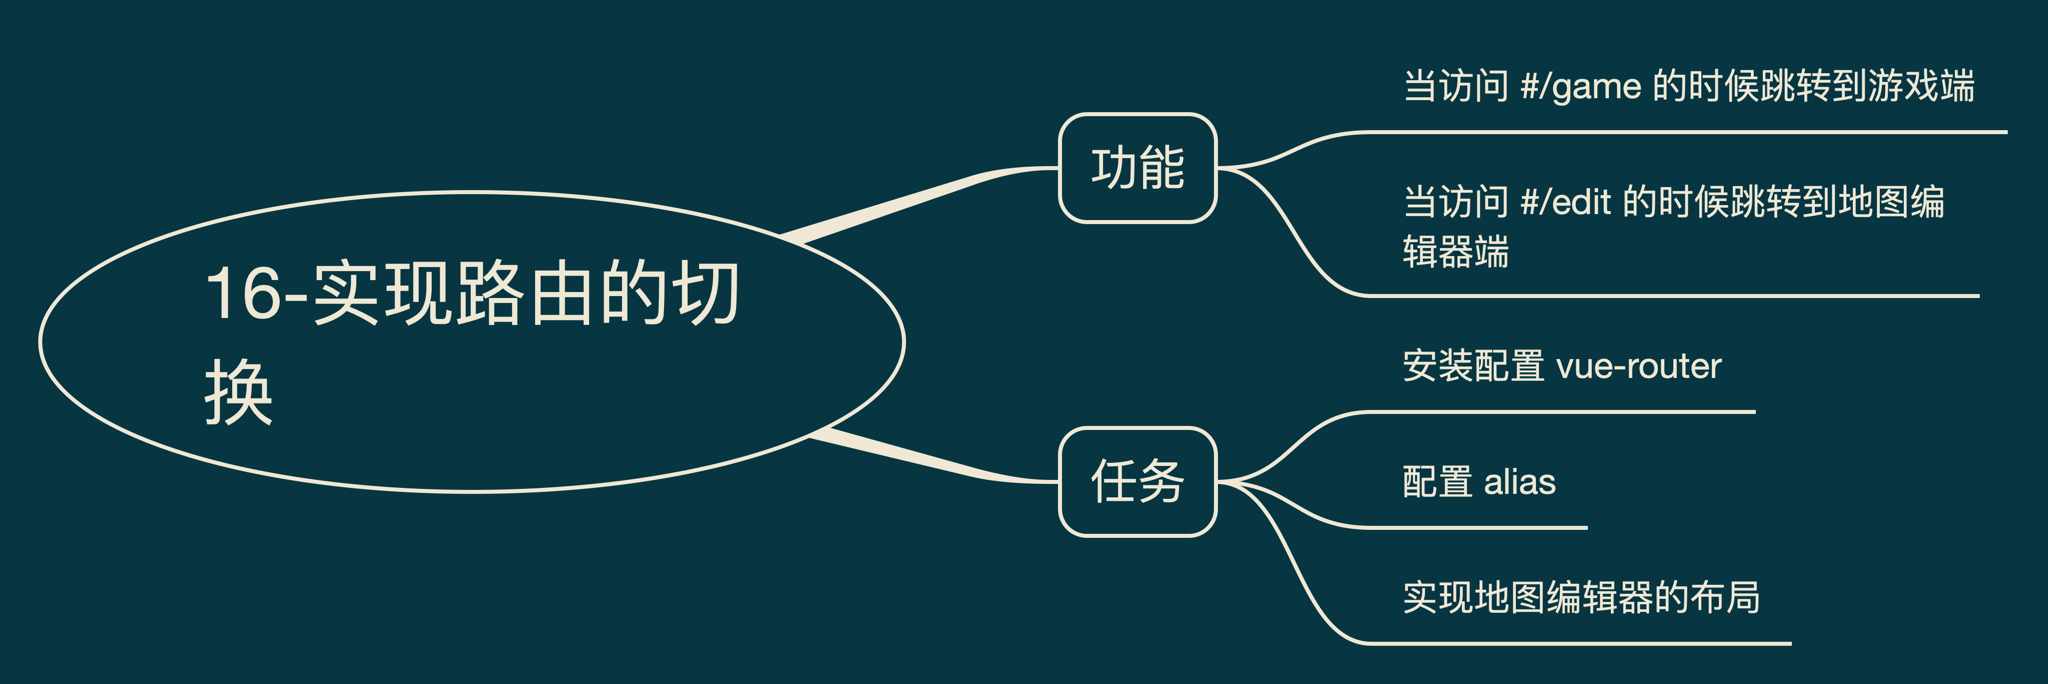 16-实现路由的切
换
功能
当访问 #/game 的时候跳转到游戏端
当访问 #/edit 的时候跳转到地图编
辑器端
任务
安装配置 vue-router
配置 alias
实现地图编辑器的布局